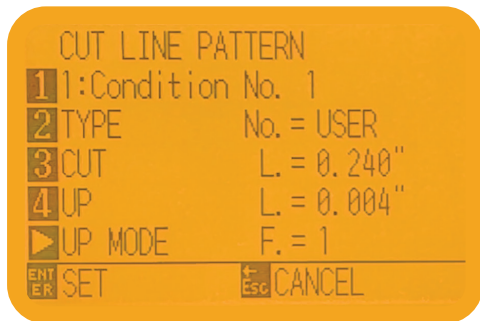 CUT LINE PATTERN
1 1:Condition No. 1
2 TYPE No. = USER
3 CUT L. = 0.240"
4 UP L. = 0.004"
UP MODE F. = 1
ENTER SET ESC CANCEL